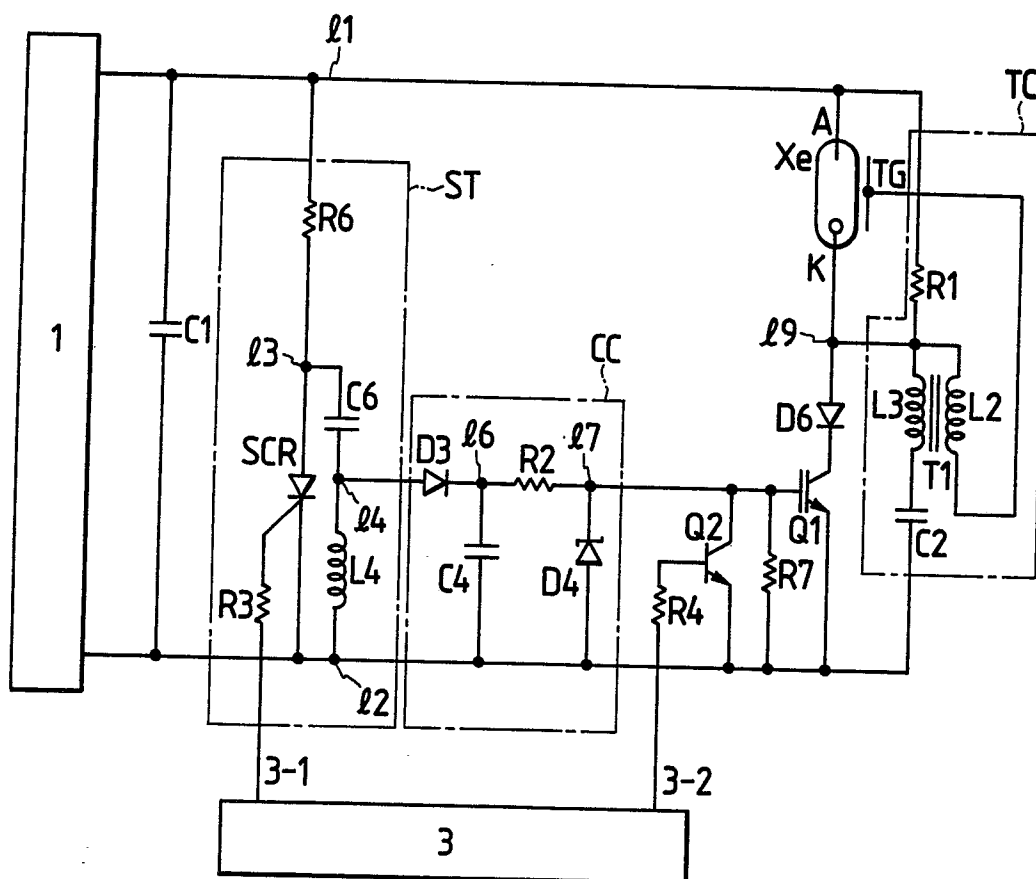 ℓ1
TC
A
Xe
TG
ST
R6
K
R1
1
C1
ℓ9
ℓ3
CC
C6
L3
L2
D6
SCR
D3
ℓ6
R2
ℓ7
T1
ℓ4
Q2
Q1
C2
L4
C4
D4
R7
R3
R4
ℓ2
3-1
3-2
3